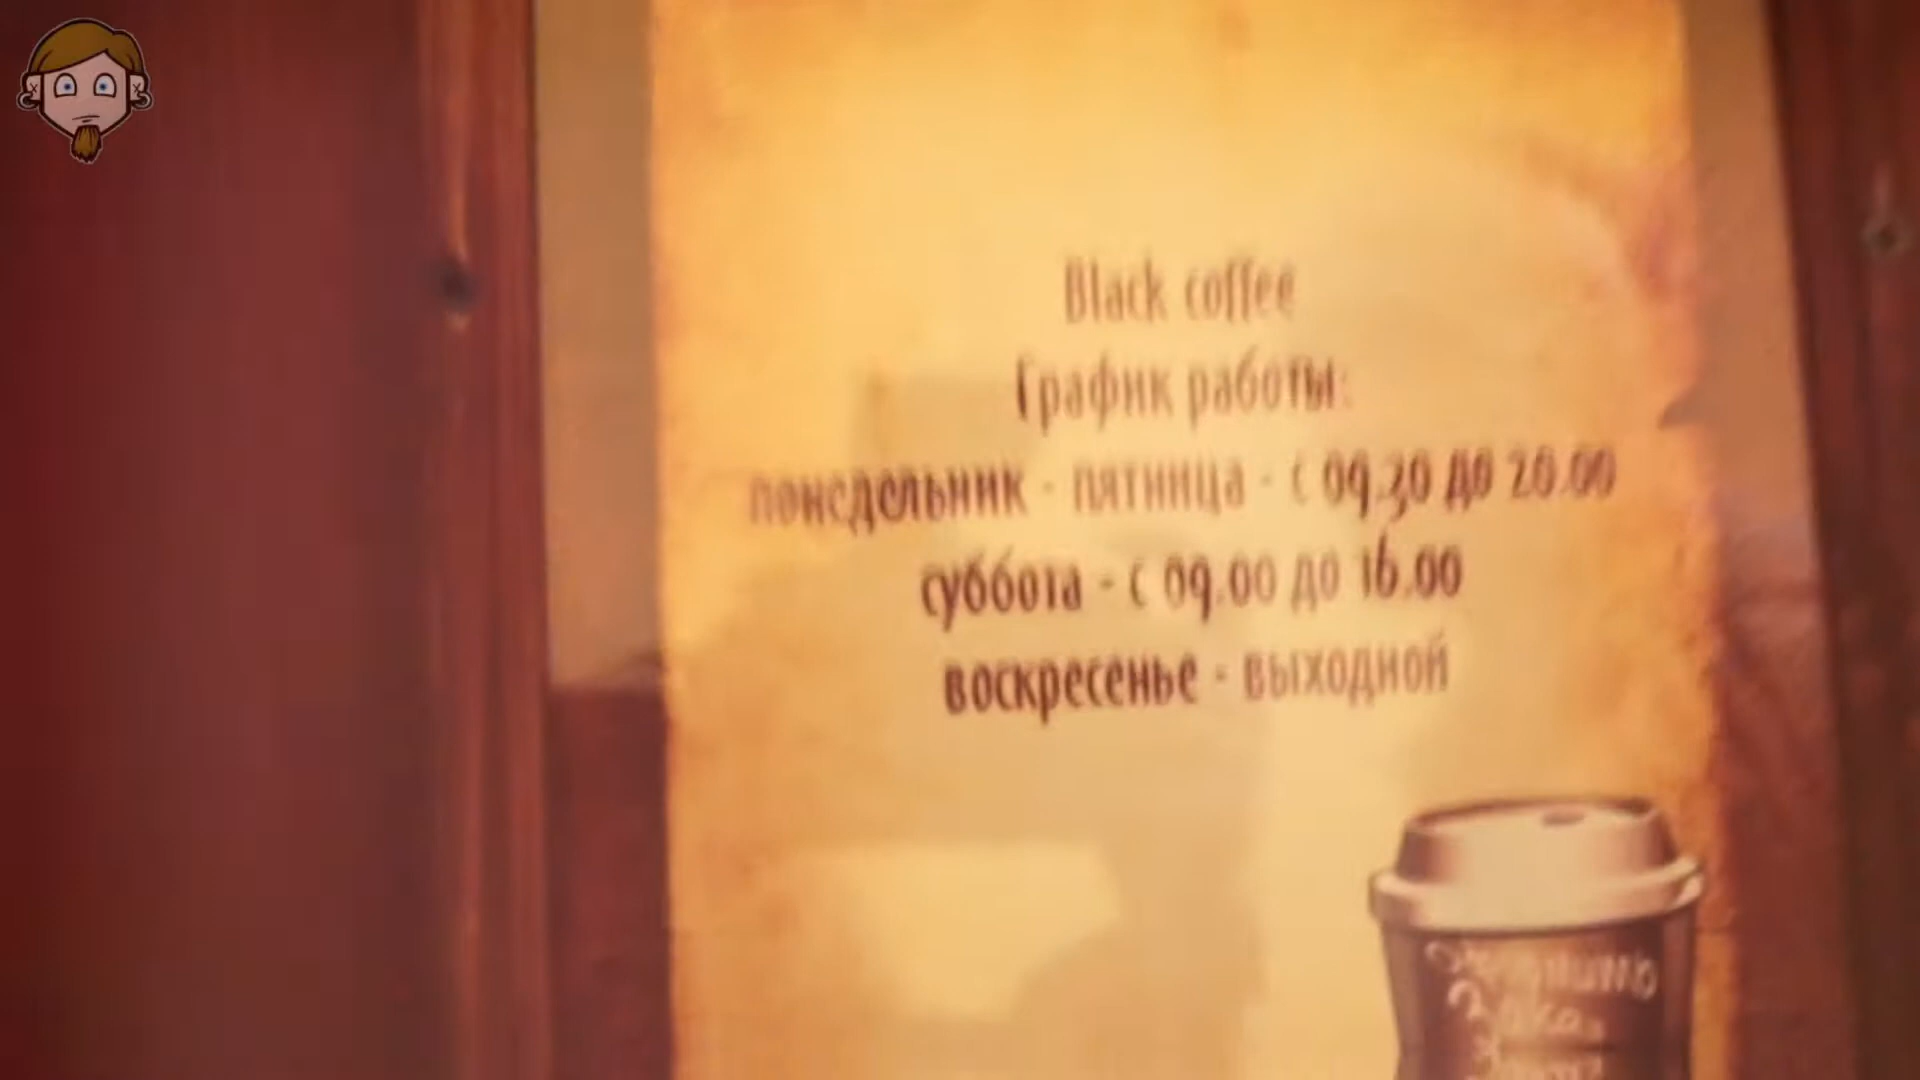 Black coffee
График работы:
понедельник - пятница - с 09.30 до 20.00
суббота - с 09.00 до 16.00
воскресенье - выходной